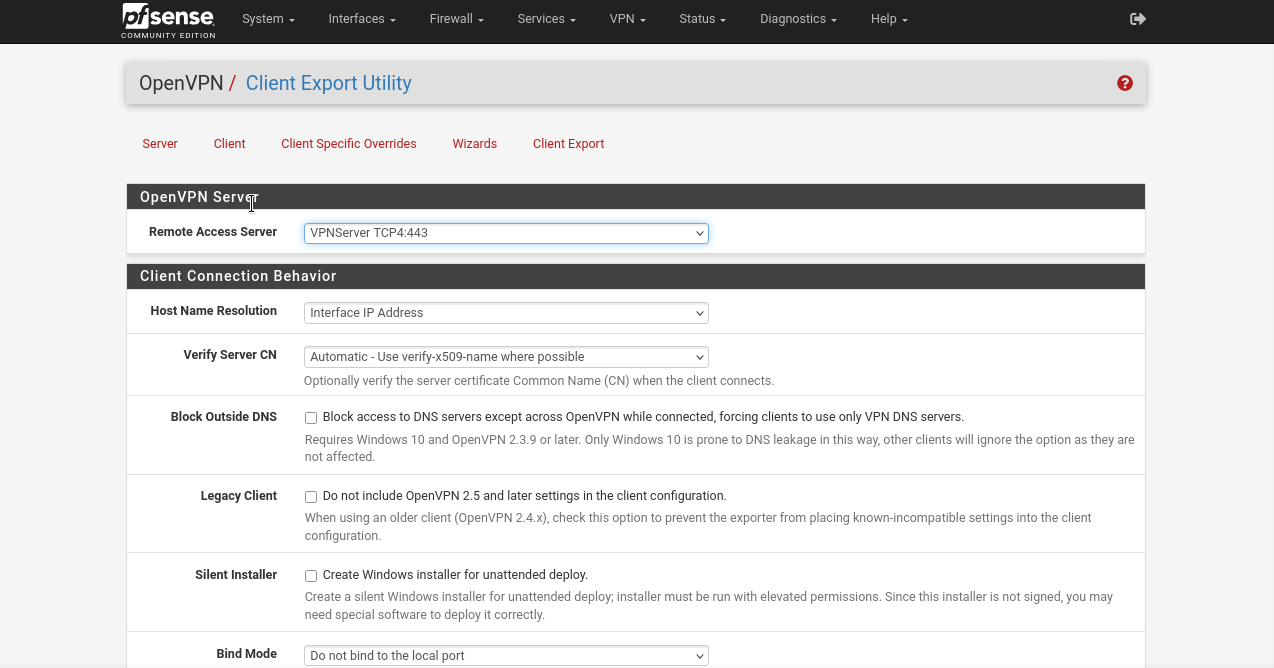 pfsense
COMMUNITY EDITION
System Interfaces Firewall Services VPN Status Diagnostics Help
OpenVPN / Client Export Utility
Server Client Client Specific Overrides Wizards Client Export
OpenVPN Server
Remote Access Server VPNServer TCP4:443
Client Connection Behavior
Host Name Resolution Interface IP Address
Verify Server CN Automatic - Use verify-x509-name where possible
Optionally verify the server certificate Common Name (CN) when the client connects.
Block Outside DNS Block access to DNS servers except across OpenVPN while connected, forcing clients to use only VPN DNS servers.
Requires Windows 10 and OpenVPN 2.3.9 or later. Only Windows 10 is prone to DNS leakage in this way, other clients will ignore the option as they are
not affected.
Legacy Client Do not include OpenVPN 2.5 and later settings in the client configuration.
When using an older client (OpenVPN 2.4.x), check this option to prevent the exporter from placing known-incompatible settings into the client
configuration.
Silent Installer Create Windows installer for unattended deploy.
Create a silent Windows installer for unattended deploy; installer must be run with elevated permissions. Since this installer is not signed, you may
need special software to deploy it correctly.
Bind Mode Do not bind to the local port